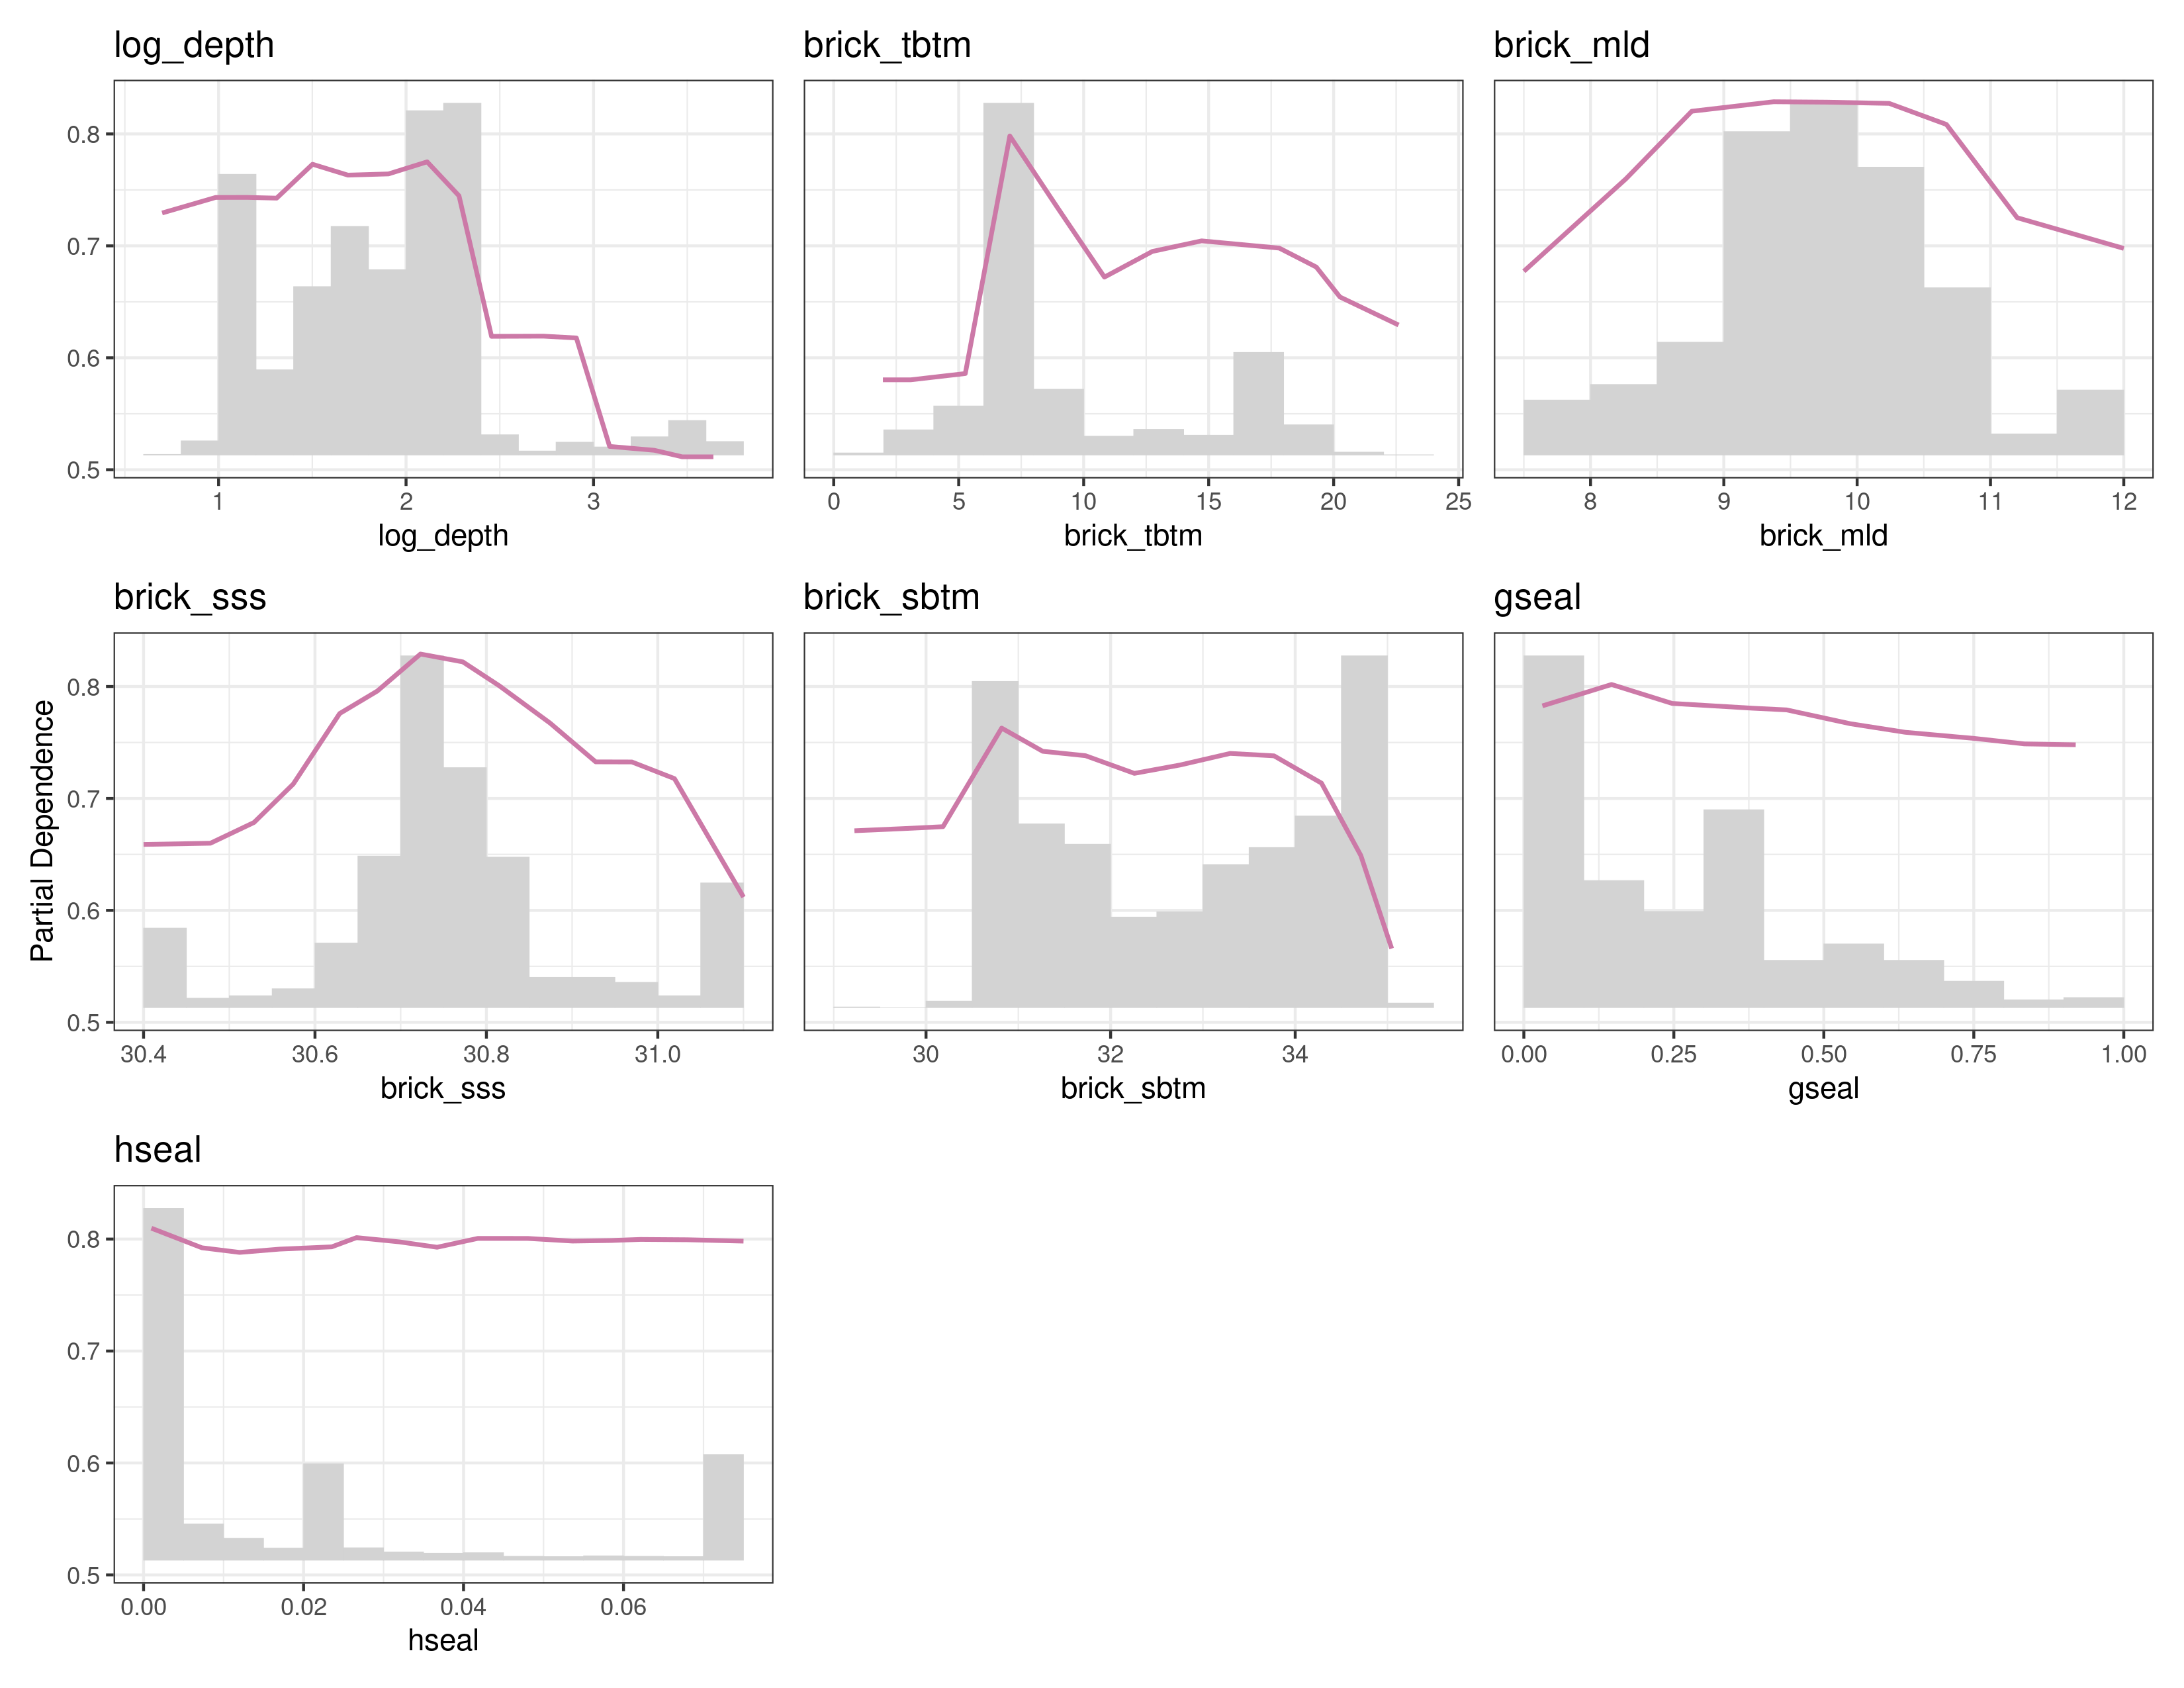 log_depth
brick_tbtm
brick_mld
0.8
0.7
0.6
0.5
1 2 3
0 5 10 15 20 25
8 9 10 11 12
log_depth
brick_tbtm
brick_mld
brick_sss
brick_sbtm
gseal
Partial Dependence
0.8
0.7
0.6
0.5
30.4 30.6 30.8 31.0
30 32 34
0.00 0.25 0.50 0.75 1.00
brick_sss
brick_sbtm
gseal
hseal
0.8
0.7
0.6
0.5
0.00 0.02 0.04 0.06
hseal